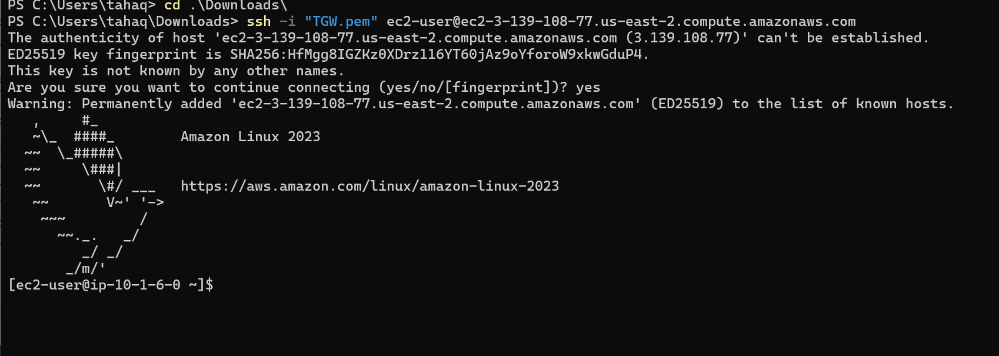 PS C:\Users\tahaq> cd .\Downloads\
PS C:\Users\tahaq\Downloads> ssh -i "TGW.pem" ec2-user@ec2-3-139-108-77.us-east-2.compute.amazonaws.com
The authenticity of host 'ec2-3-139-108-77.us-east-2.compute.amazonaws.com (3.139.108.77)' can't be established.
ED25519 key fingerprint is SHA256:HfMgg8IGZKz0XDrz116YT60jAz9oYforoW9xkwGduP4.
This key is not known by any other names.
Are you sure you want to continue connecting (yes/no/[fingerprint])? yes
Warning: Permanently added 'ec2-3-139-108-77.us-east-2.compute.amazonaws.com' (ED25519) to the list of known hosts.
   ,     #_
   ~\_  ####_        Amazon Linux 2023
  ~~  \_#####\
  ~~     \###|
  ~~       \#/ ___   https://aws.amazon.com/linux/amazon-linux-2023
   ~~       V~' '->
    ~~~         /
      ~~._.   _/
         _/ _/
       _/m/'
[ec2-user@ip-10-1-6-0 ~]$